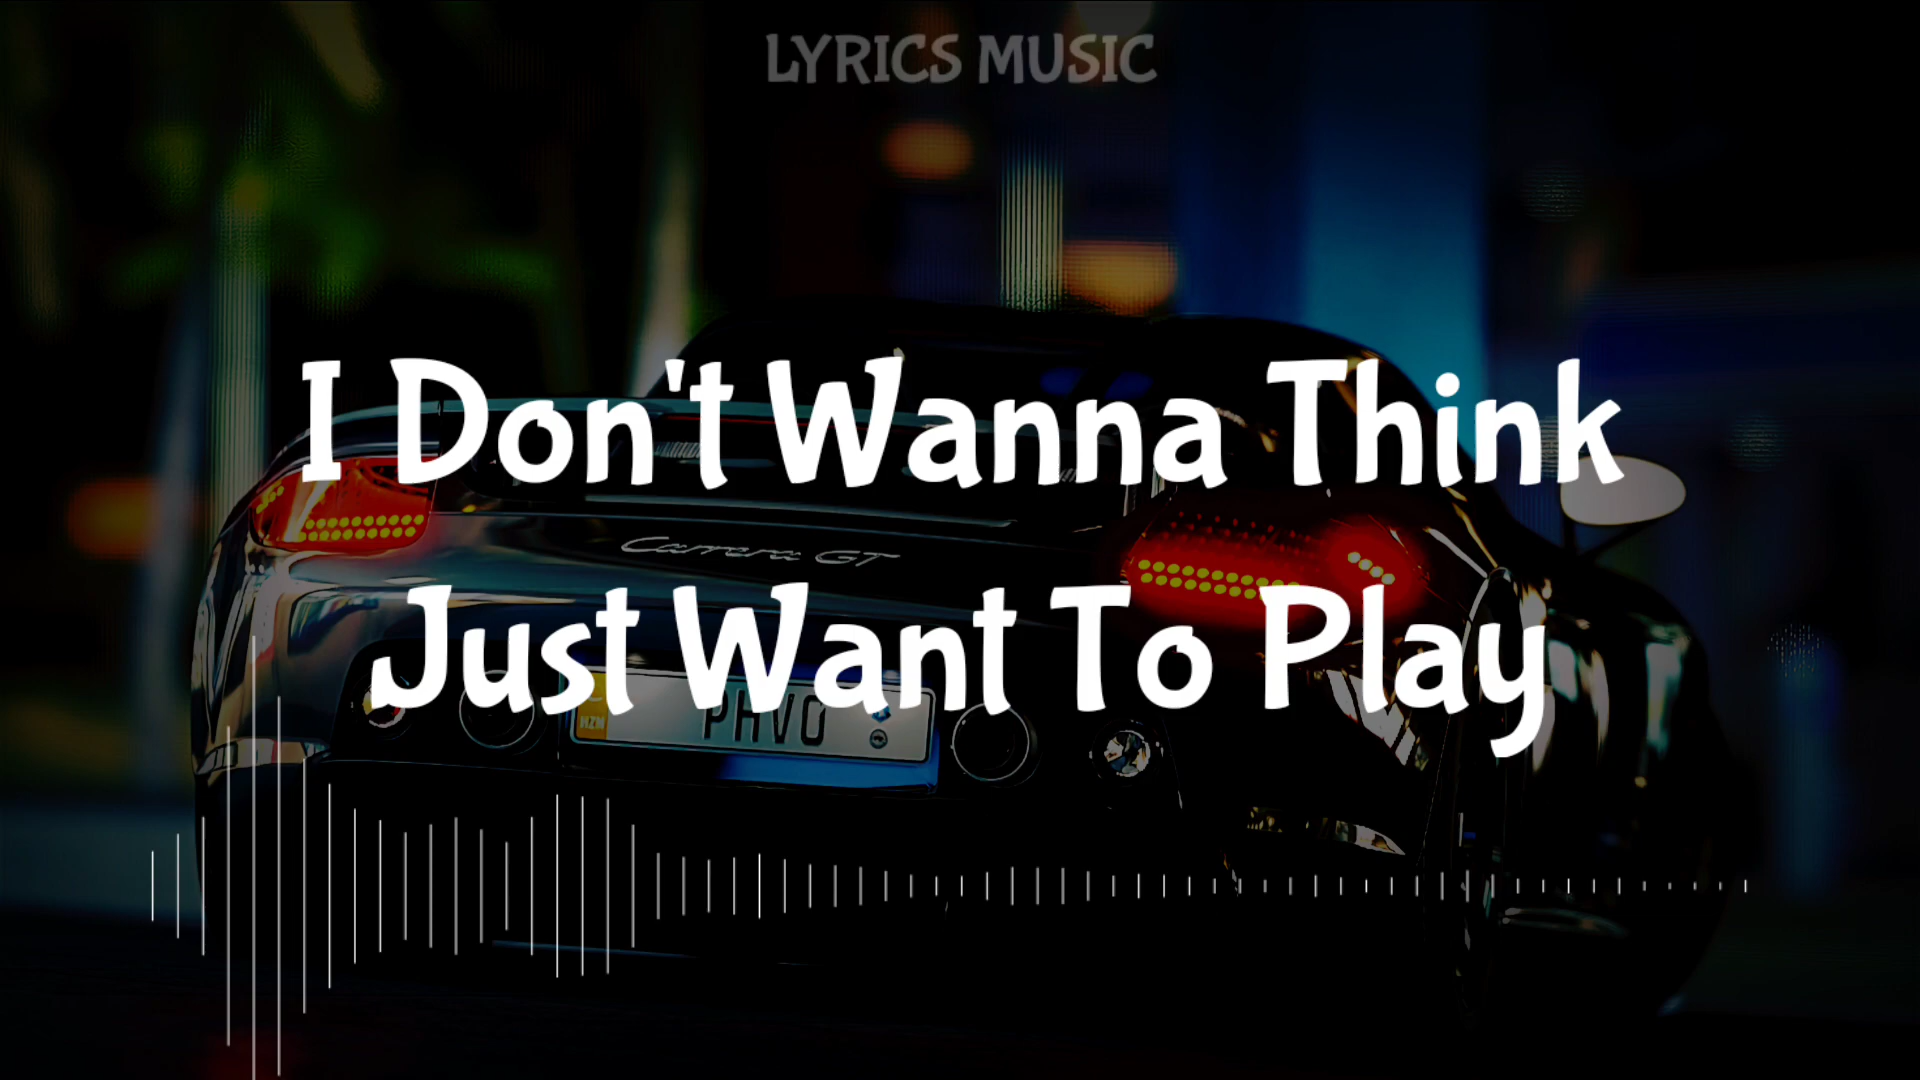 LYRICS MUSIC
I Don't Wanna Think
Carrera GT
Just Want To Play
PHVO